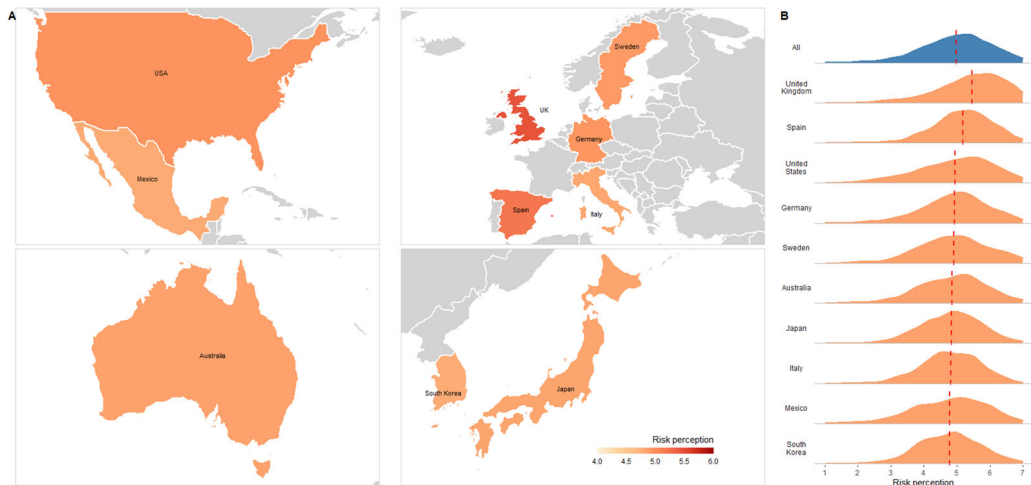 A
USA
Mexico
Sweden
UK
Germany
Spain
Italy
Australia
South Korea
Japan
Risk perception
4.0 4.5 5.0 5.5 6.0
B
All
United
Kingdom
Spain
United
States
Germany
Sweden
Australia
Japan
Italy
Mexico
South
Korea
1 2 3 4 5 6 7
Risk perception